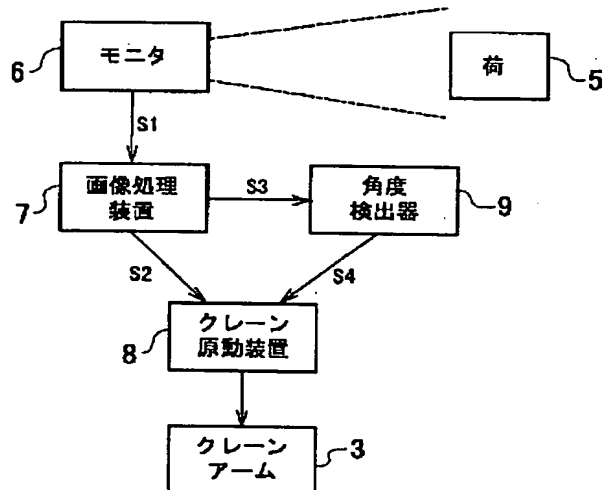 モニタ
6
荷
5
S1
画像処理
装置
7
S3
角度
検出器
9
S2
S4
クレーン
原動装置
8
クレーン
アーム
3